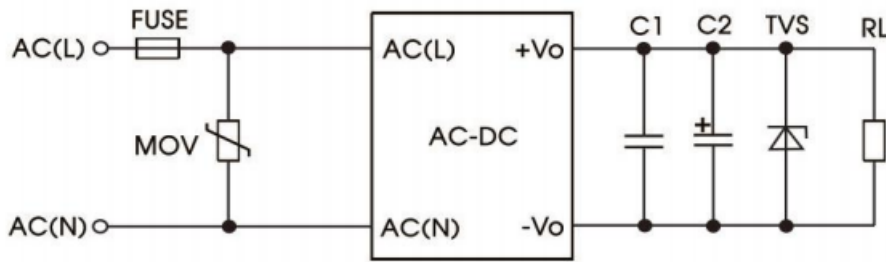 FUSE
C1 C2 TVS RL
AC(L)
AC(L) +Vo
MOV
AC-DC
+
AC(N)
AC(N) -Vo